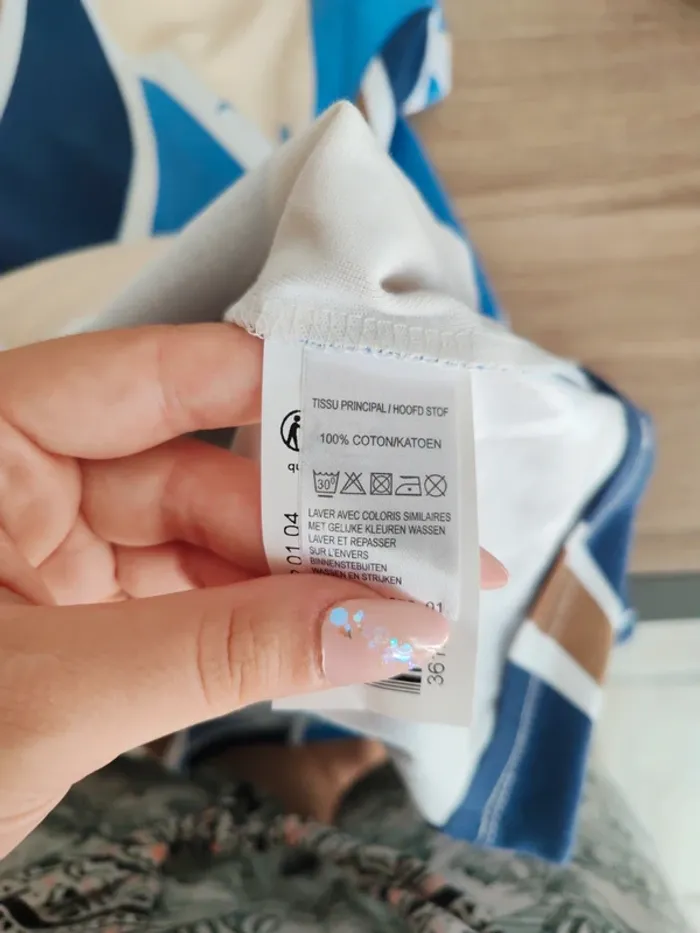 TISSU PRINCIPAL / HOOFD STOF
100% COTON/KATOEN
30°
LAVER AVEC COLORIS SIMILAIRES
MET GELIJKE KLEUREN WASSEN
LAVER ET REPASSER
SUR L'ENVERS
BINNENSTEBUITEN
WASSEN EN STRIJKEN
01 04